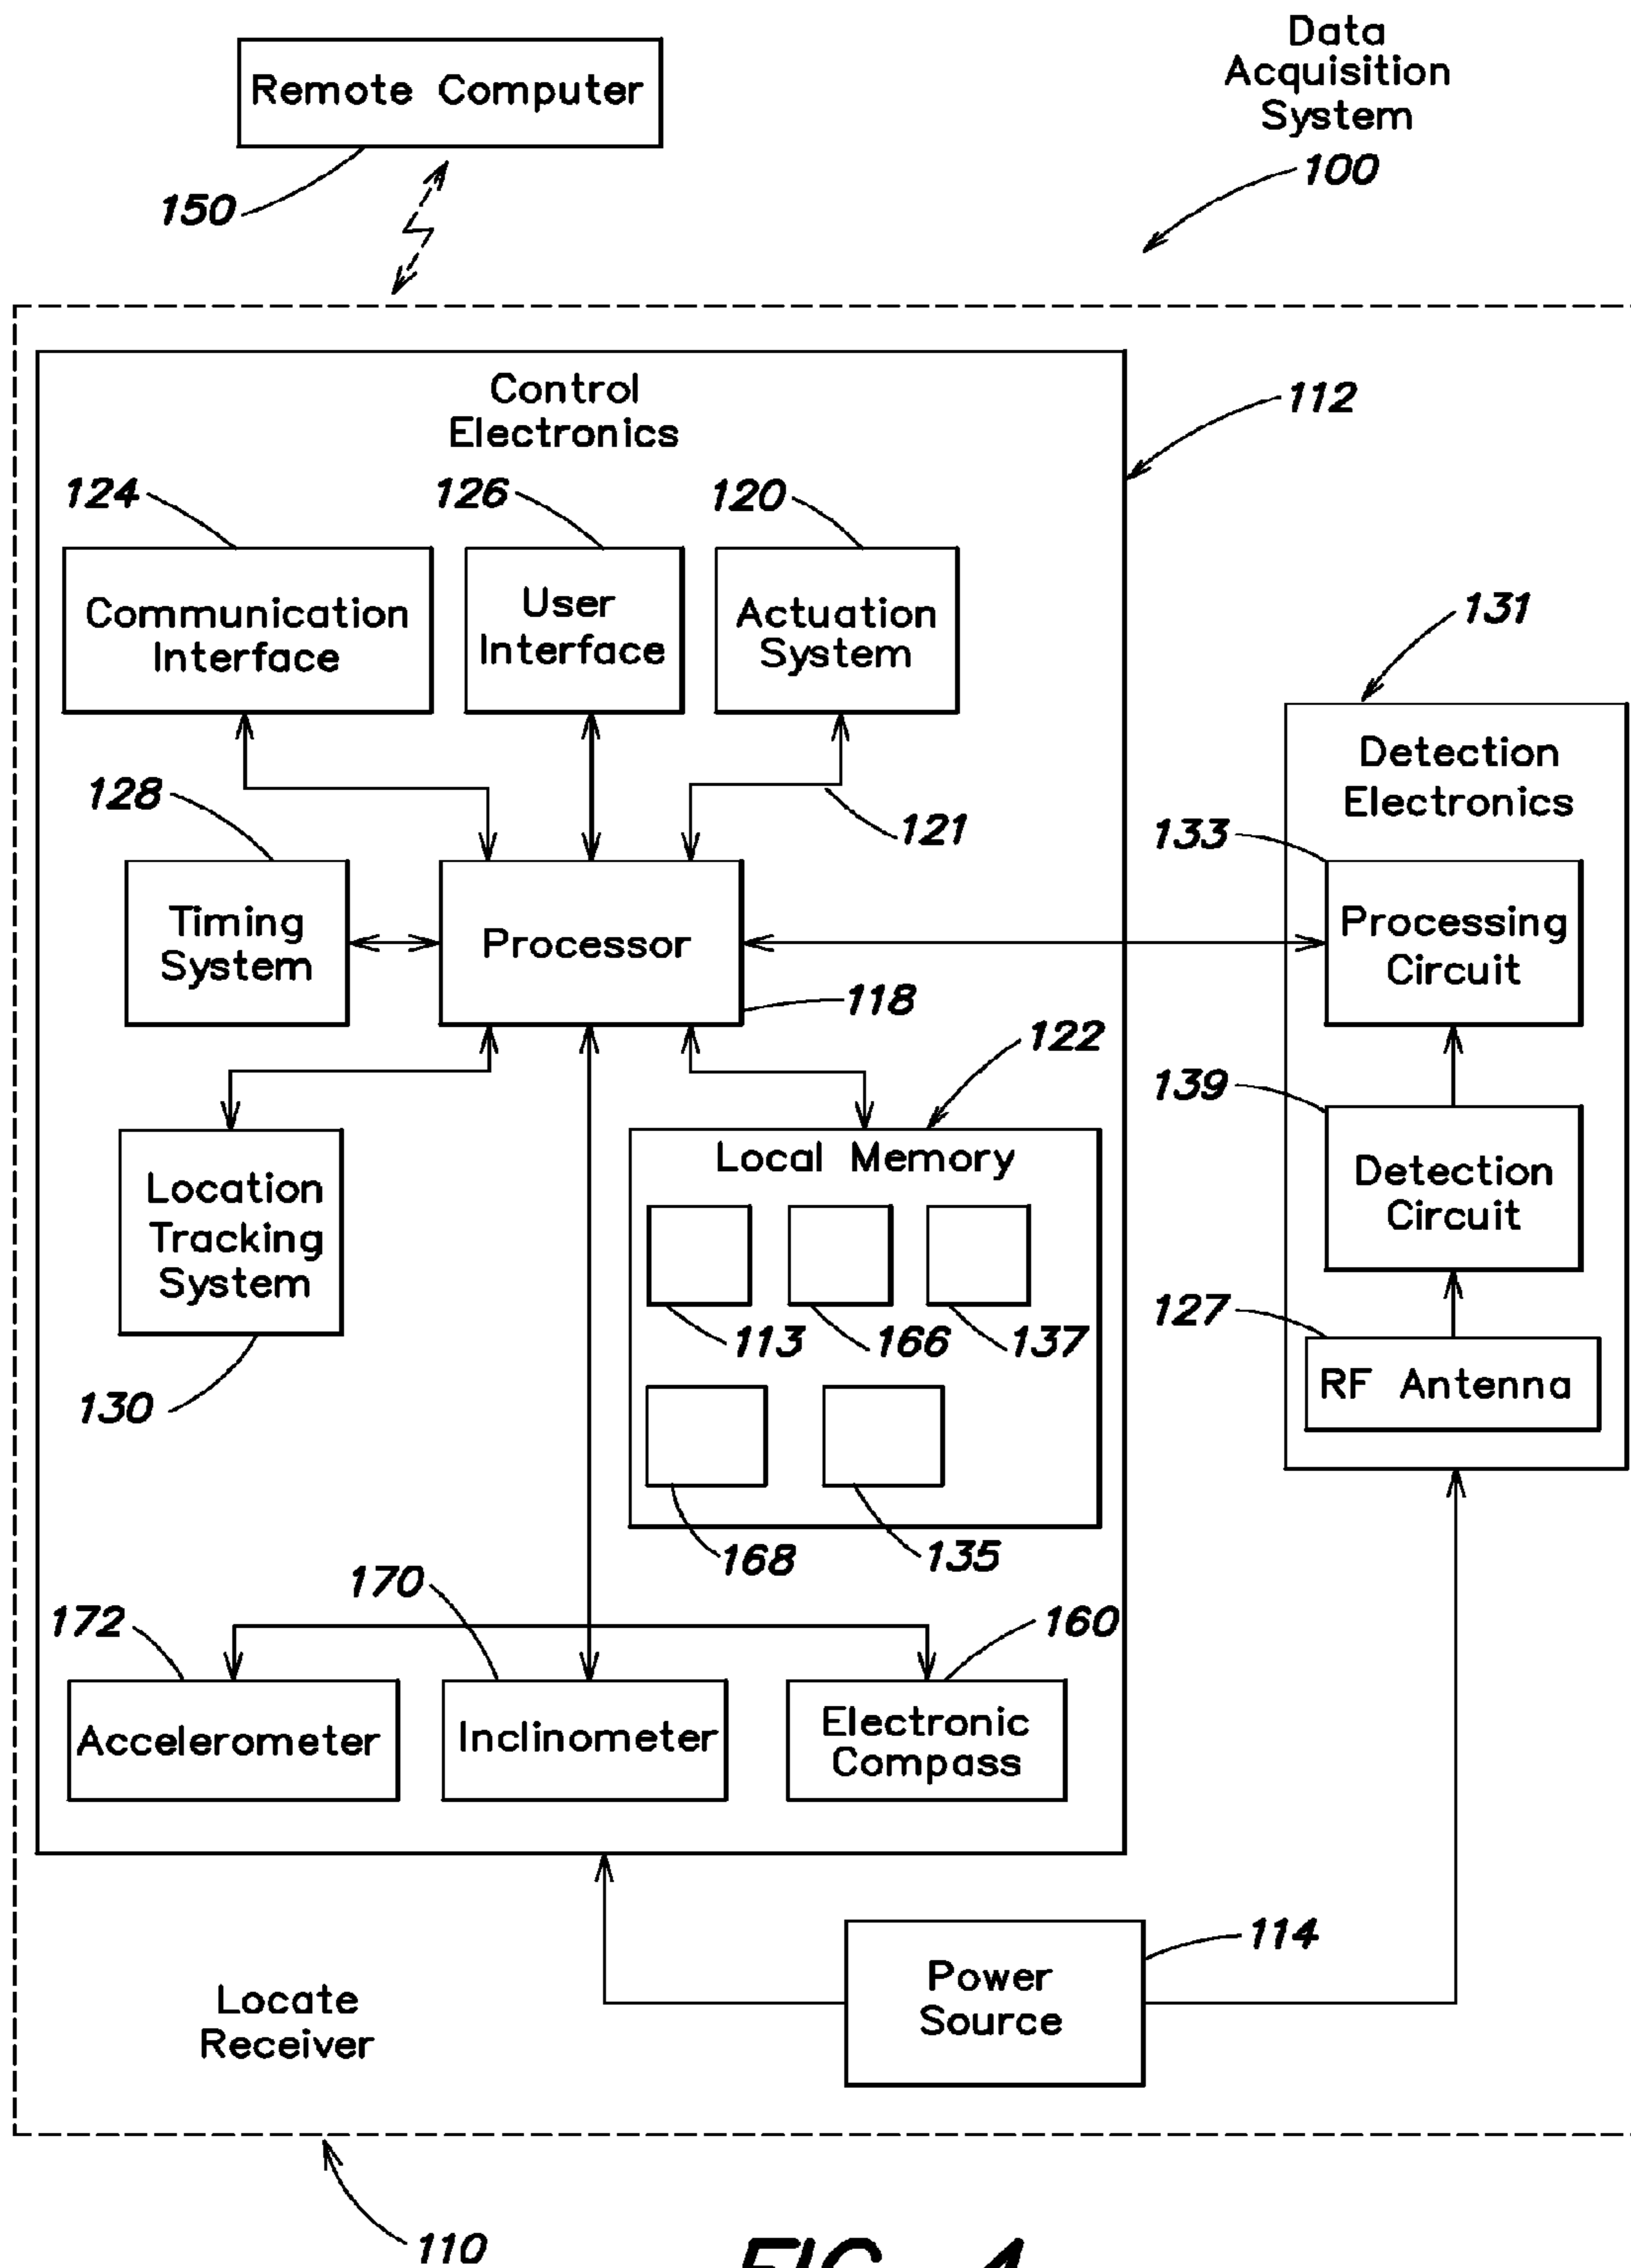 Data
Acquisition
System
100
Remote Computer
150
Control
Electronics
112
124
126
120
Communication
Interface
User
Interface
Actuation
System
131
Detection
Electronics
128
121
133
Timing
System
Processor
Processing
Circuit
118
122
139
Location
Tracking
System
Local Memory
Detection
Circuit
113
166
137
127
RF Antenna
130
168
135
172
170
160
Accelerometer
Inclinometer
Electronic
Compass
114
Power
Source
Locate
Receiver
110